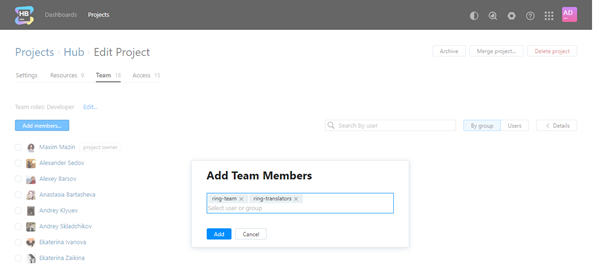 HB
Dashboards Projects AD
Projects › Hub › Edit Project Archive Merge project... Delete project
Settings Resources 9 Team 18 Access 15
Team roles: Developer Edit...
Add members... Search by user By group Users < Details
Maxim Mazin project owner
Alexander Sedov
Alexey Barsov
Anastasia Bartasheva
Andrey Klyuev
Andrey Skladchikov
Ekaterina Ivanova
Ekaterina Zaikina
Add Team Members
ring-team × ring-translators ×
Select user or group
Add Cancel